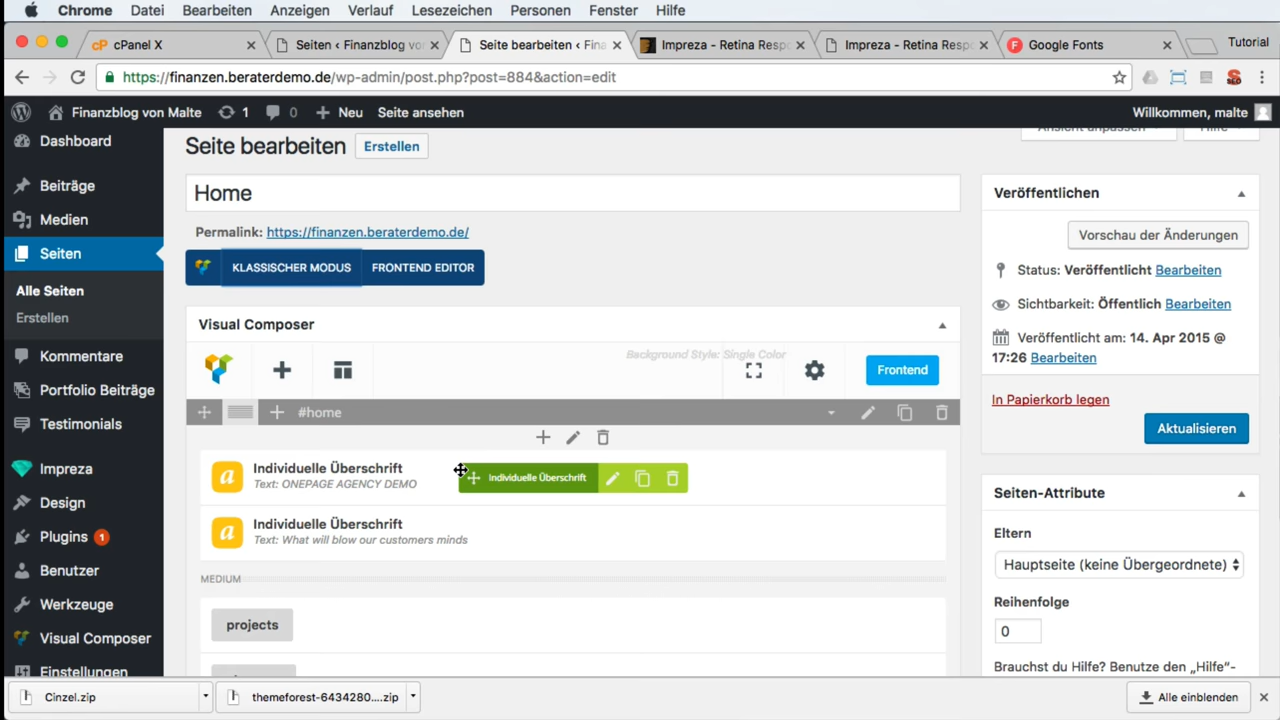 Chrome Datei Bearbeiten Anzeigen Verlauf Lesezeichen Personen Fenster Hilfe
cP cPanel X Seiten ‹ Finanzblog vo Seite bearbeiten ‹ Fina Impreza - Retina Resp Impreza - Retina Resp F Google Fonts Tutorial
https://finanzen.beraterdemo.de/wp-admin/post.php?post=884&action=edit SEO
Finanzblog von Malte 1 0 Neu Seite ansehen Willkommen, malte
Dashboard
Beiträge
Medien
Seiten
Alle Seiten
Erstellen
Kommentare
Portfolio Beiträge
Testimonials
Impreza
Design
Plugins 1
Benutzer
Werkzeuge
Visual Composer
Einstellungen
Ansicht anpassen Hilfe
Seite bearbeiten Erstellen
Home
Permalink: https://finanzen.beraterdemo.de/
KLASSISCHER MODUS FRONTEND EDITOR
Visual Composer
Background Style: Single Color
Frontend
#home
a Individuelle Überschrift
Text: ONEPAGE AGENCY DEMO
Individuelle Überschrift
a Individuelle Überschrift
Text: What will blow our customers minds
MEDIUM
projects
Veröffentlichen
Vorschau der Änderungen
Status: Veröffentlicht Bearbeiten
Sichtbarkeit: Öffentlich Bearbeiten
Veröffentlicht am: 14. Apr 2015 @
17:26 Bearbeiten
In Papierkorb legen
Aktualisieren
Seiten-Attribute
Eltern
Hauptseite (keine Übergeordnete)
Reihenfolge
0
Brauchst du Hilfe? Benutze den „Hilfe“-
Cinzel.zip themeforest-6434280....zip Alle einblenden